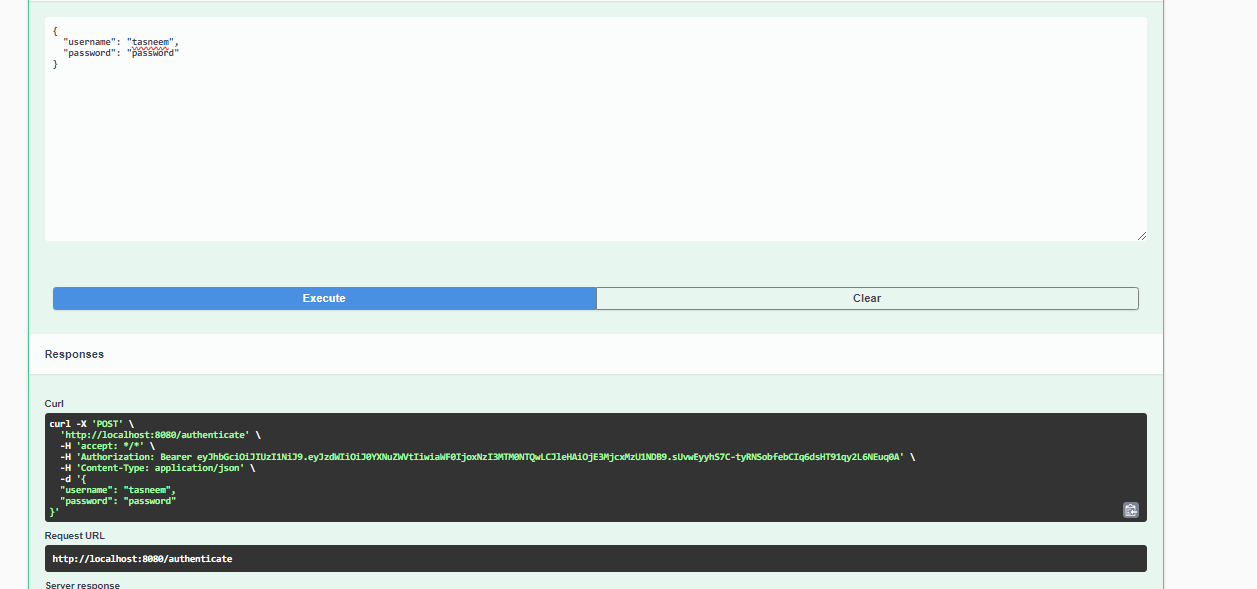 {
"username": "tasneem",
"password": "password"
}
Execute
Clear
Responses
Curl
curl -X 'POST' \
'http://localhost:8080/authenticate' \
-H 'accept: */*' \
-H 'Authorization: Bearer eyJhbGciOiJIUzI1NiJ9.eyJzdWIiOiJ0YXNuZWVtIiwiaWF0IjoxNzI3MTM0NTQwLCJleHAiOjE3MjcxMzU1NDB9.sUvwEyyhS7C-tyRNSobfebCIq6dsHT91qy2L6NEuq0A' \
-H 'Content-Type: application/json' \
-d '{
"username": "tasneem",
"password": "password"
}'
Request URL
http://localhost:8080/authenticate
Server response